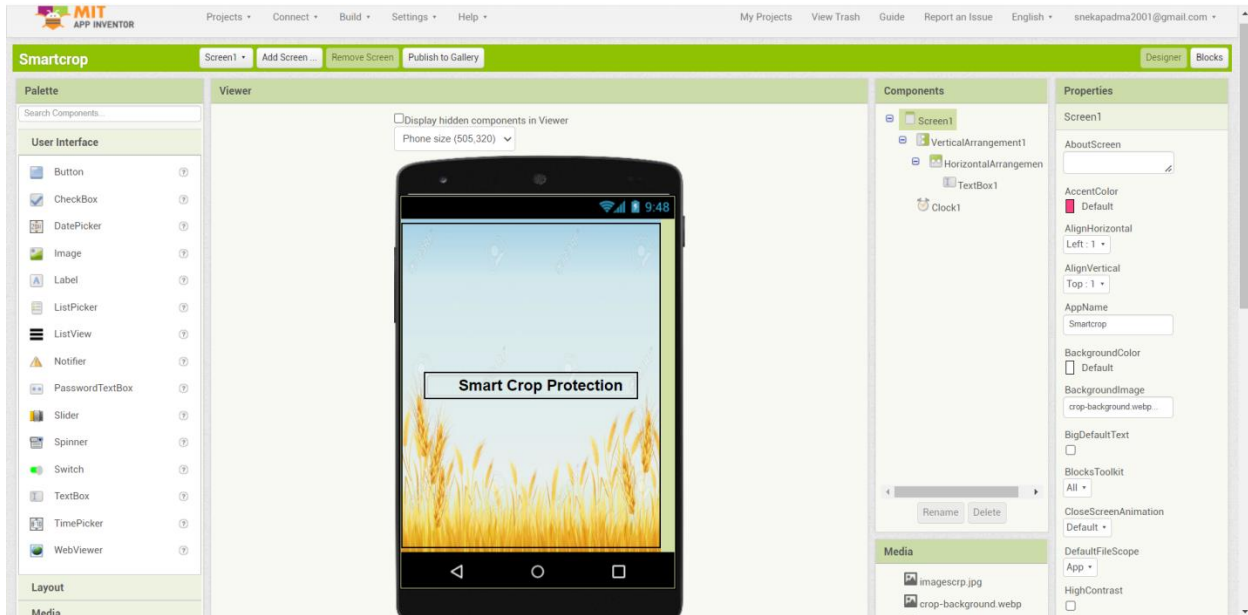 MIT
APP INVENTOR
Projects Connect Build Settings Help My Projects View Trash Guide Report an Issue English snekapadma2001@gmail.com
Smartcrop Screen1 Add Screen ... Remove Screen Publish to Gallery Designer Blocks
Palette
Search Components...
User Interface
Button
CheckBox
DatePicker
Image
Label
ListPicker
ListView
Notifier
PasswordTextBox
Slider
Spinner
Switch
TextBox
TimePicker
WebViewer
Layout
Media
Viewer
Display hidden components in Viewer
Phone size (505,320)
9:48
Smart Crop Protection
Components
Screen1
VerticalArrangement1
HorizontalArrangemen
TextBox1
Clock1
Rename Delete
Media
imagescrp.jpg
crop-background.webp
Properties
Screen1
AboutScreen
AccentColor
Default
AlignHorizontal
Left : 1
AlignVertical
Top : 1
AppName
Smartcrop
BackgroundColor
Default
BackgroundImage
crop-background.webp...
BigDefaultText
BlocksToolkit
All
CloseScreenAnimation
Default
DefaultFileScope
App
HighContrast